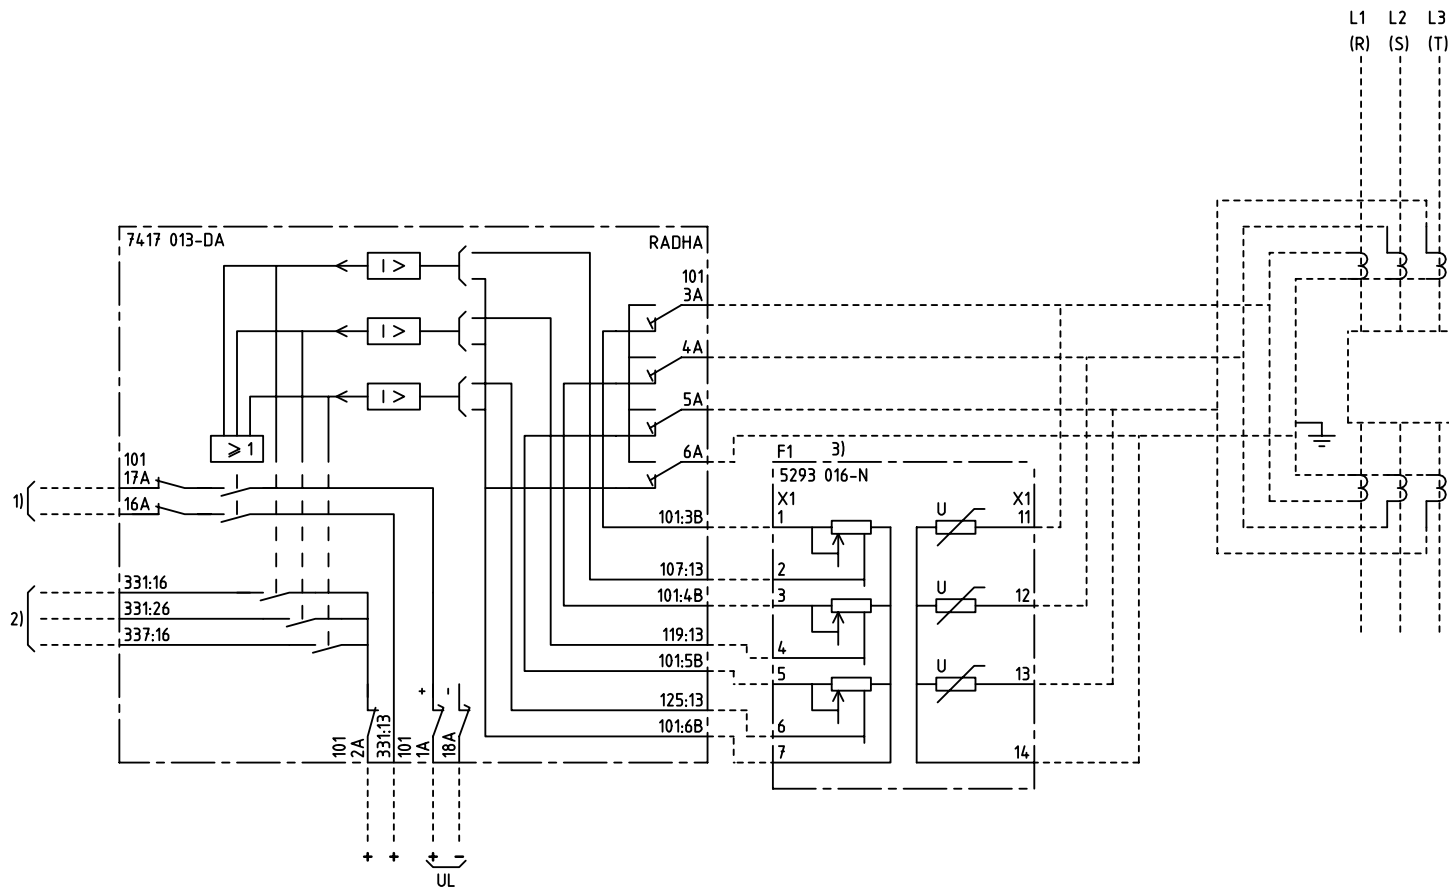 L1 L2 L3
(R) (S) (T)
7417 013-DA RADHA
I >
101
3A
I >
4A
I >
5A
≥ 1
6A
F1 3)
5293 016-N
101
17A
1)
16A
X1 X1
1 U 11
101:3B
107:13 2
331:16
101:4B 3 U 12
331:26
2)
337:16 119:13 4
101:5B 5 U 13
+ -
125:13
101:6B 6
7 14
101
2A
331:13
101
1A
18A
+ + + -
UL